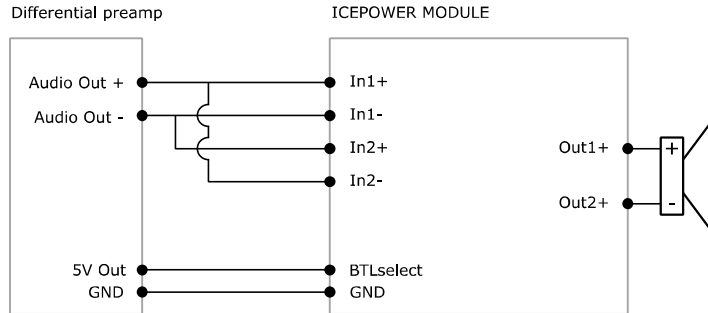 Differential preamp
ICEPOWER MODULE
Audio Out +
In1+
Audio Out -
In1-
In2+
Out1+
+
In2-
Out2+
-
5V Out
BTLselect
GND
GND